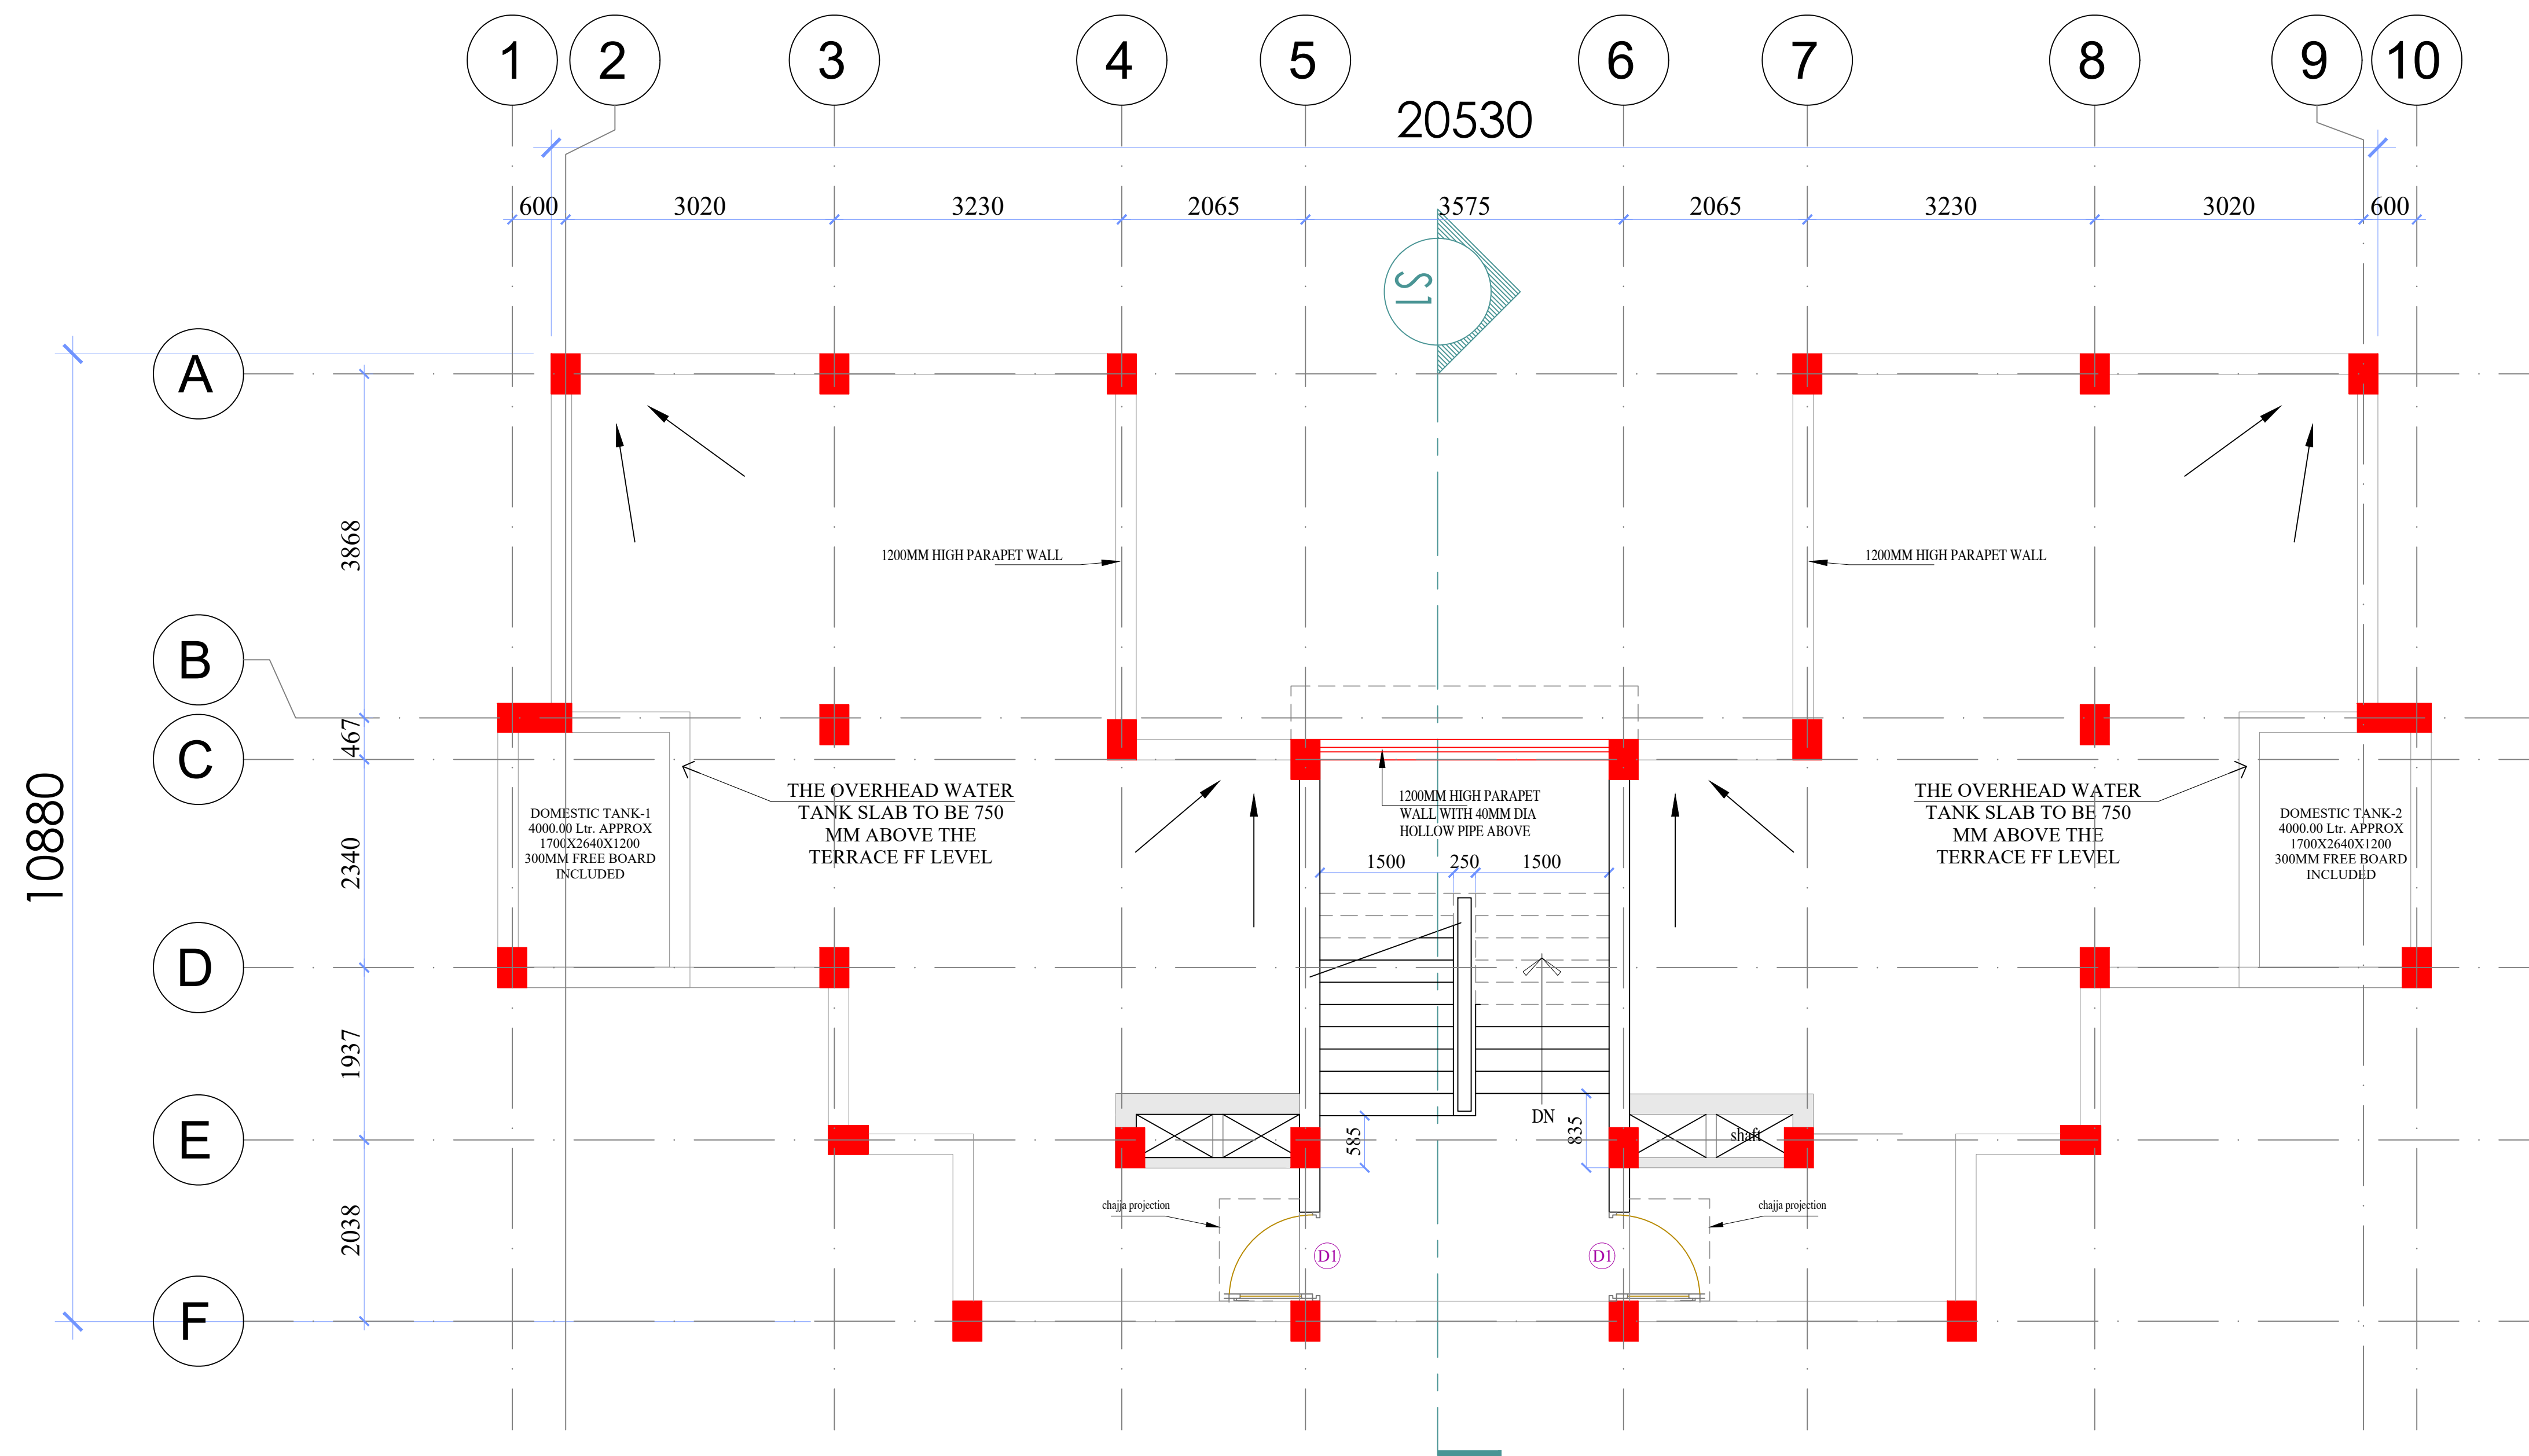 1 2 3 4 5 6 7 8 9 10
20530
600 3020 3230 2065 3575 2065 3230 3020 600
S1
A
3868
1200MM HIGH PARAPET WALL
1200MM HIGH PARAPET WALL
B
467
C
10880
THE OVERHEAD WATER
TANK SLAB TO BE 750
MM ABOVE THE
TERRACE FF LEVEL
1200MM HIGH PARAPET
WALL WITH 40MM DIA
HOLLOW PIPE ABOVE
THE OVERHEAD WATER
TANK SLAB TO BE 750
MM ABOVE THE
TERRACE FF LEVEL
DOMESTIC TANK-1
4000.00 Ltr. APPROX
1700X2640X1200
300MM FREE BOARD
INCLUDED
DOMESTIC TANK-2
4000.00 Ltr. APPROX
1700X2640X1200
300MM FREE BOARD
INCLUDED
2340
1500 250 1500
D
1937
DN
585
835
shaft
E
2038
chajja projection
chajja projection
D1
D1
F